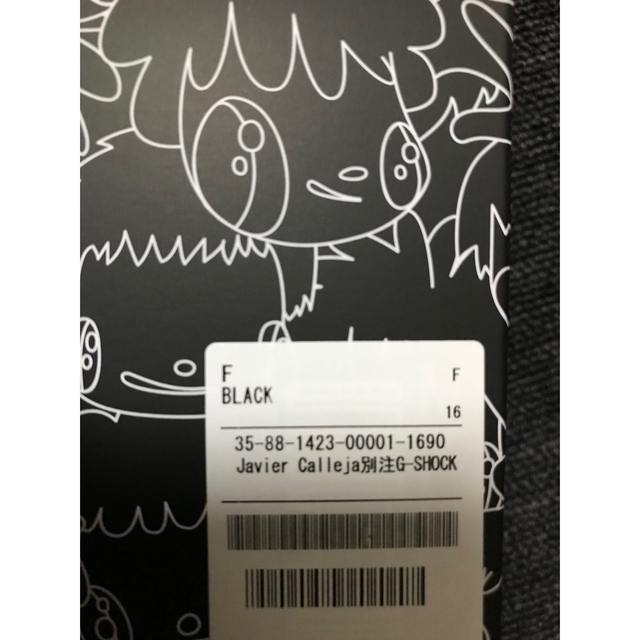 F F
BLACK
16
35-88-1423-00001-1690
Javier Calleja別注G-SHOCK